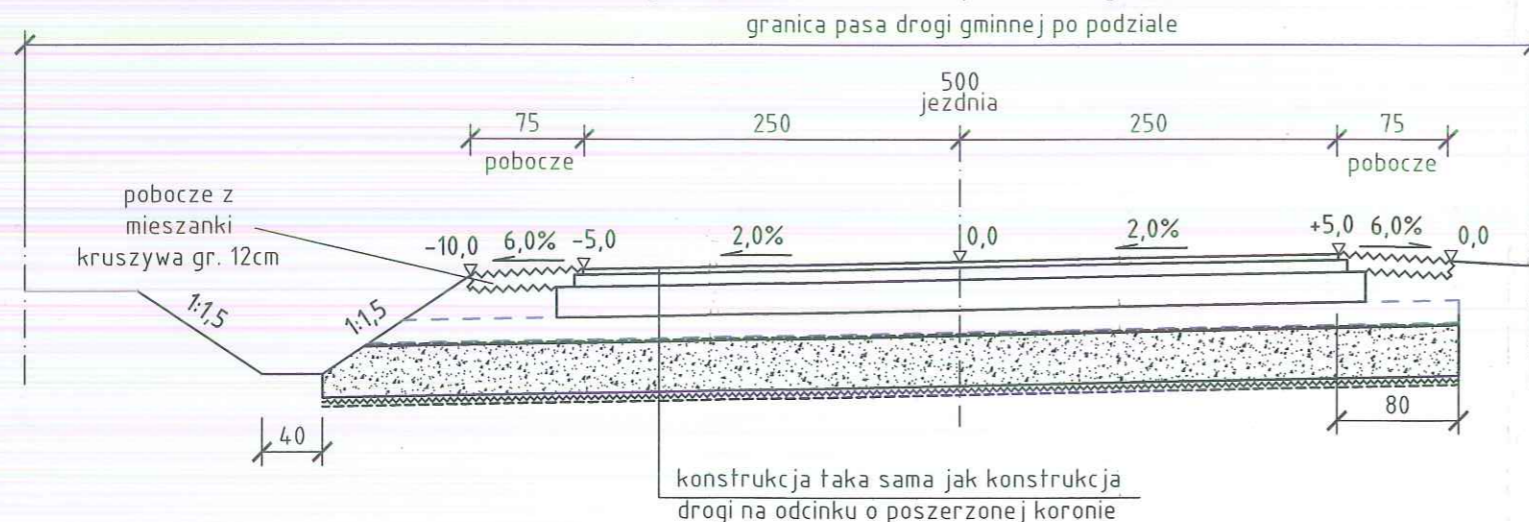 granica pasa drogi gminnej po podziale
500
jezdnia
75 250 250 75
pobocze pobocze
pobocze z
mieszanki
kruszywa gr. 12cm
-10,0 6,0% -5,0 2,0% 0,0 2,0% +5,0 6,0% 0,0
1:1,5 1:1,5
40 80
konstrukcja taka sama jak konstrukcja
drogi na odcinku o poszerzonej koronie